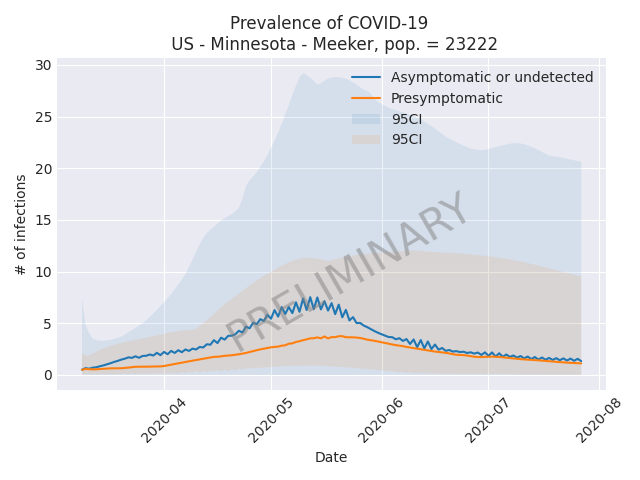 Prevalence of COVID-19
US - Minnesota - Meeker, pop. = 23222
Asymptomatic or undetected
Presymptomatic
95CI
95CI
# of infections
30
25
20
15
10
5
0
PRELIMINARY
2020-04
2020-05
2020-06
2020-07
2020-08
Date